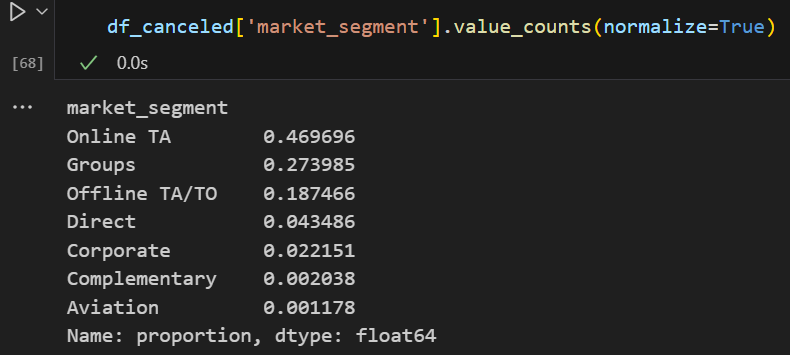 df_canceled['market_segment'].value_counts(normalize=True)
[68] 0.0s
... market_segment
Online TA 0.469696
Groups 0.273985
Offline TA/TO 0.187466
Direct 0.043486
Corporate 0.022151
Complementary 0.002038
Aviation 0.001178
Name: proportion, dtype: float64